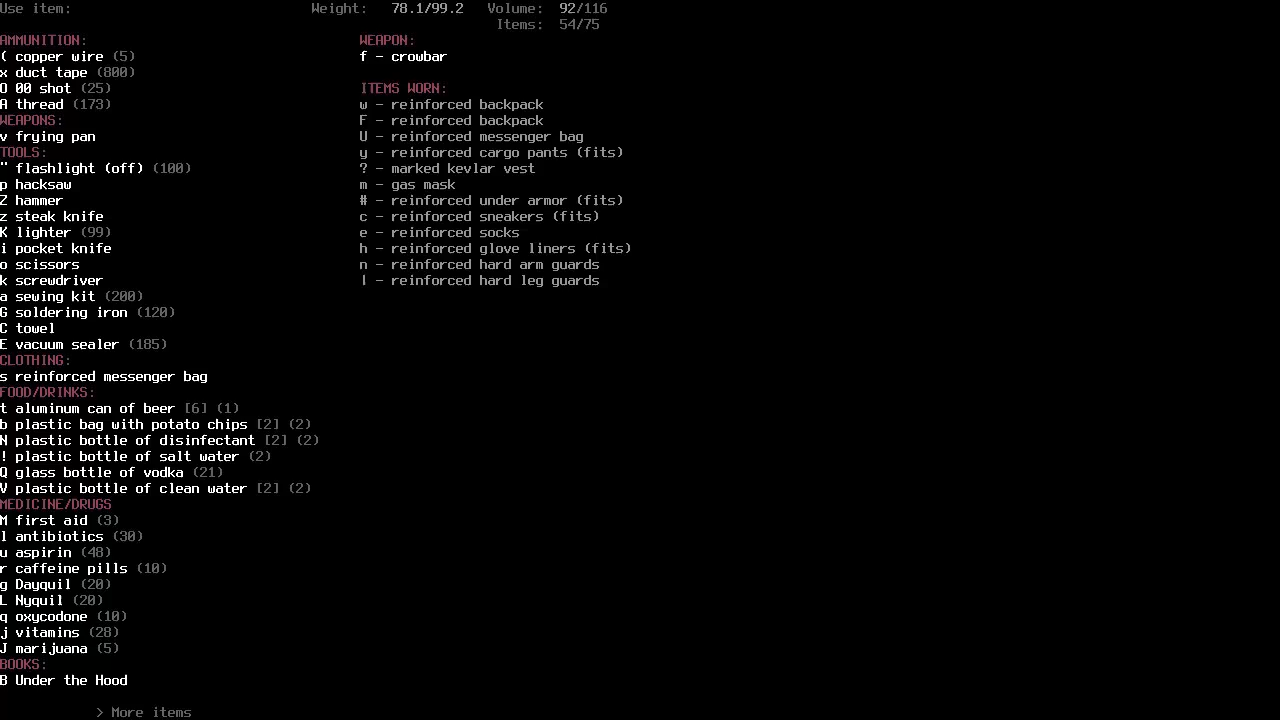 Use item: Weight: 78.1/99.2 Volume: 92/116
Items: 54/75
AMMUNITION:
( copper wire (5)
x duct tape (800)
O 00 shot (25)
A thread (173)
WEAPONS:
v frying pan
TOOLS:
" flashlight (off) (100)
p hacksaw
Z hammer
z steak knife
K lighter (99)
i pocket knife
o scissors
k screwdriver
a sewing kit (200)
G soldering iron (120)
C towel
E vacuum sealer (185)
CLOTHING:
s reinforced messenger bag
FOOD/DRINKS:
t aluminum can of beer [6] (1)
b plastic bag with potato chips [2] (2)
N plastic bottle of disinfectant [2] (2)
! plastic bottle of salt water (2)
Q glass bottle of vodka (21)
V plastic bottle of clean water [2] (2)
MEDICINE/DRUGS
M first aid (3)
l antibiotics (30)
u aspirin (48)
r caffeine pills (10)
g Dayquil (20)
L Nyquil (20)
q oxycodone (10)
j vitamins (28)
J marijuana (5)
BOOKS:
B Under the Hood
> More items
WEAPON:
f - crowbar
ITEMS WORN:
w - reinforced backpack
F - reinforced backpack
U - reinforced messenger bag
y - reinforced cargo pants (fits)
? - marked kevlar vest
m - gas mask
# - reinforced under armor (fits)
c - reinforced sneakers (fits)
e - reinforced socks
h - reinforced glove liners (fits)
n - reinforced hard arm guards
| - reinforced hard leg guards